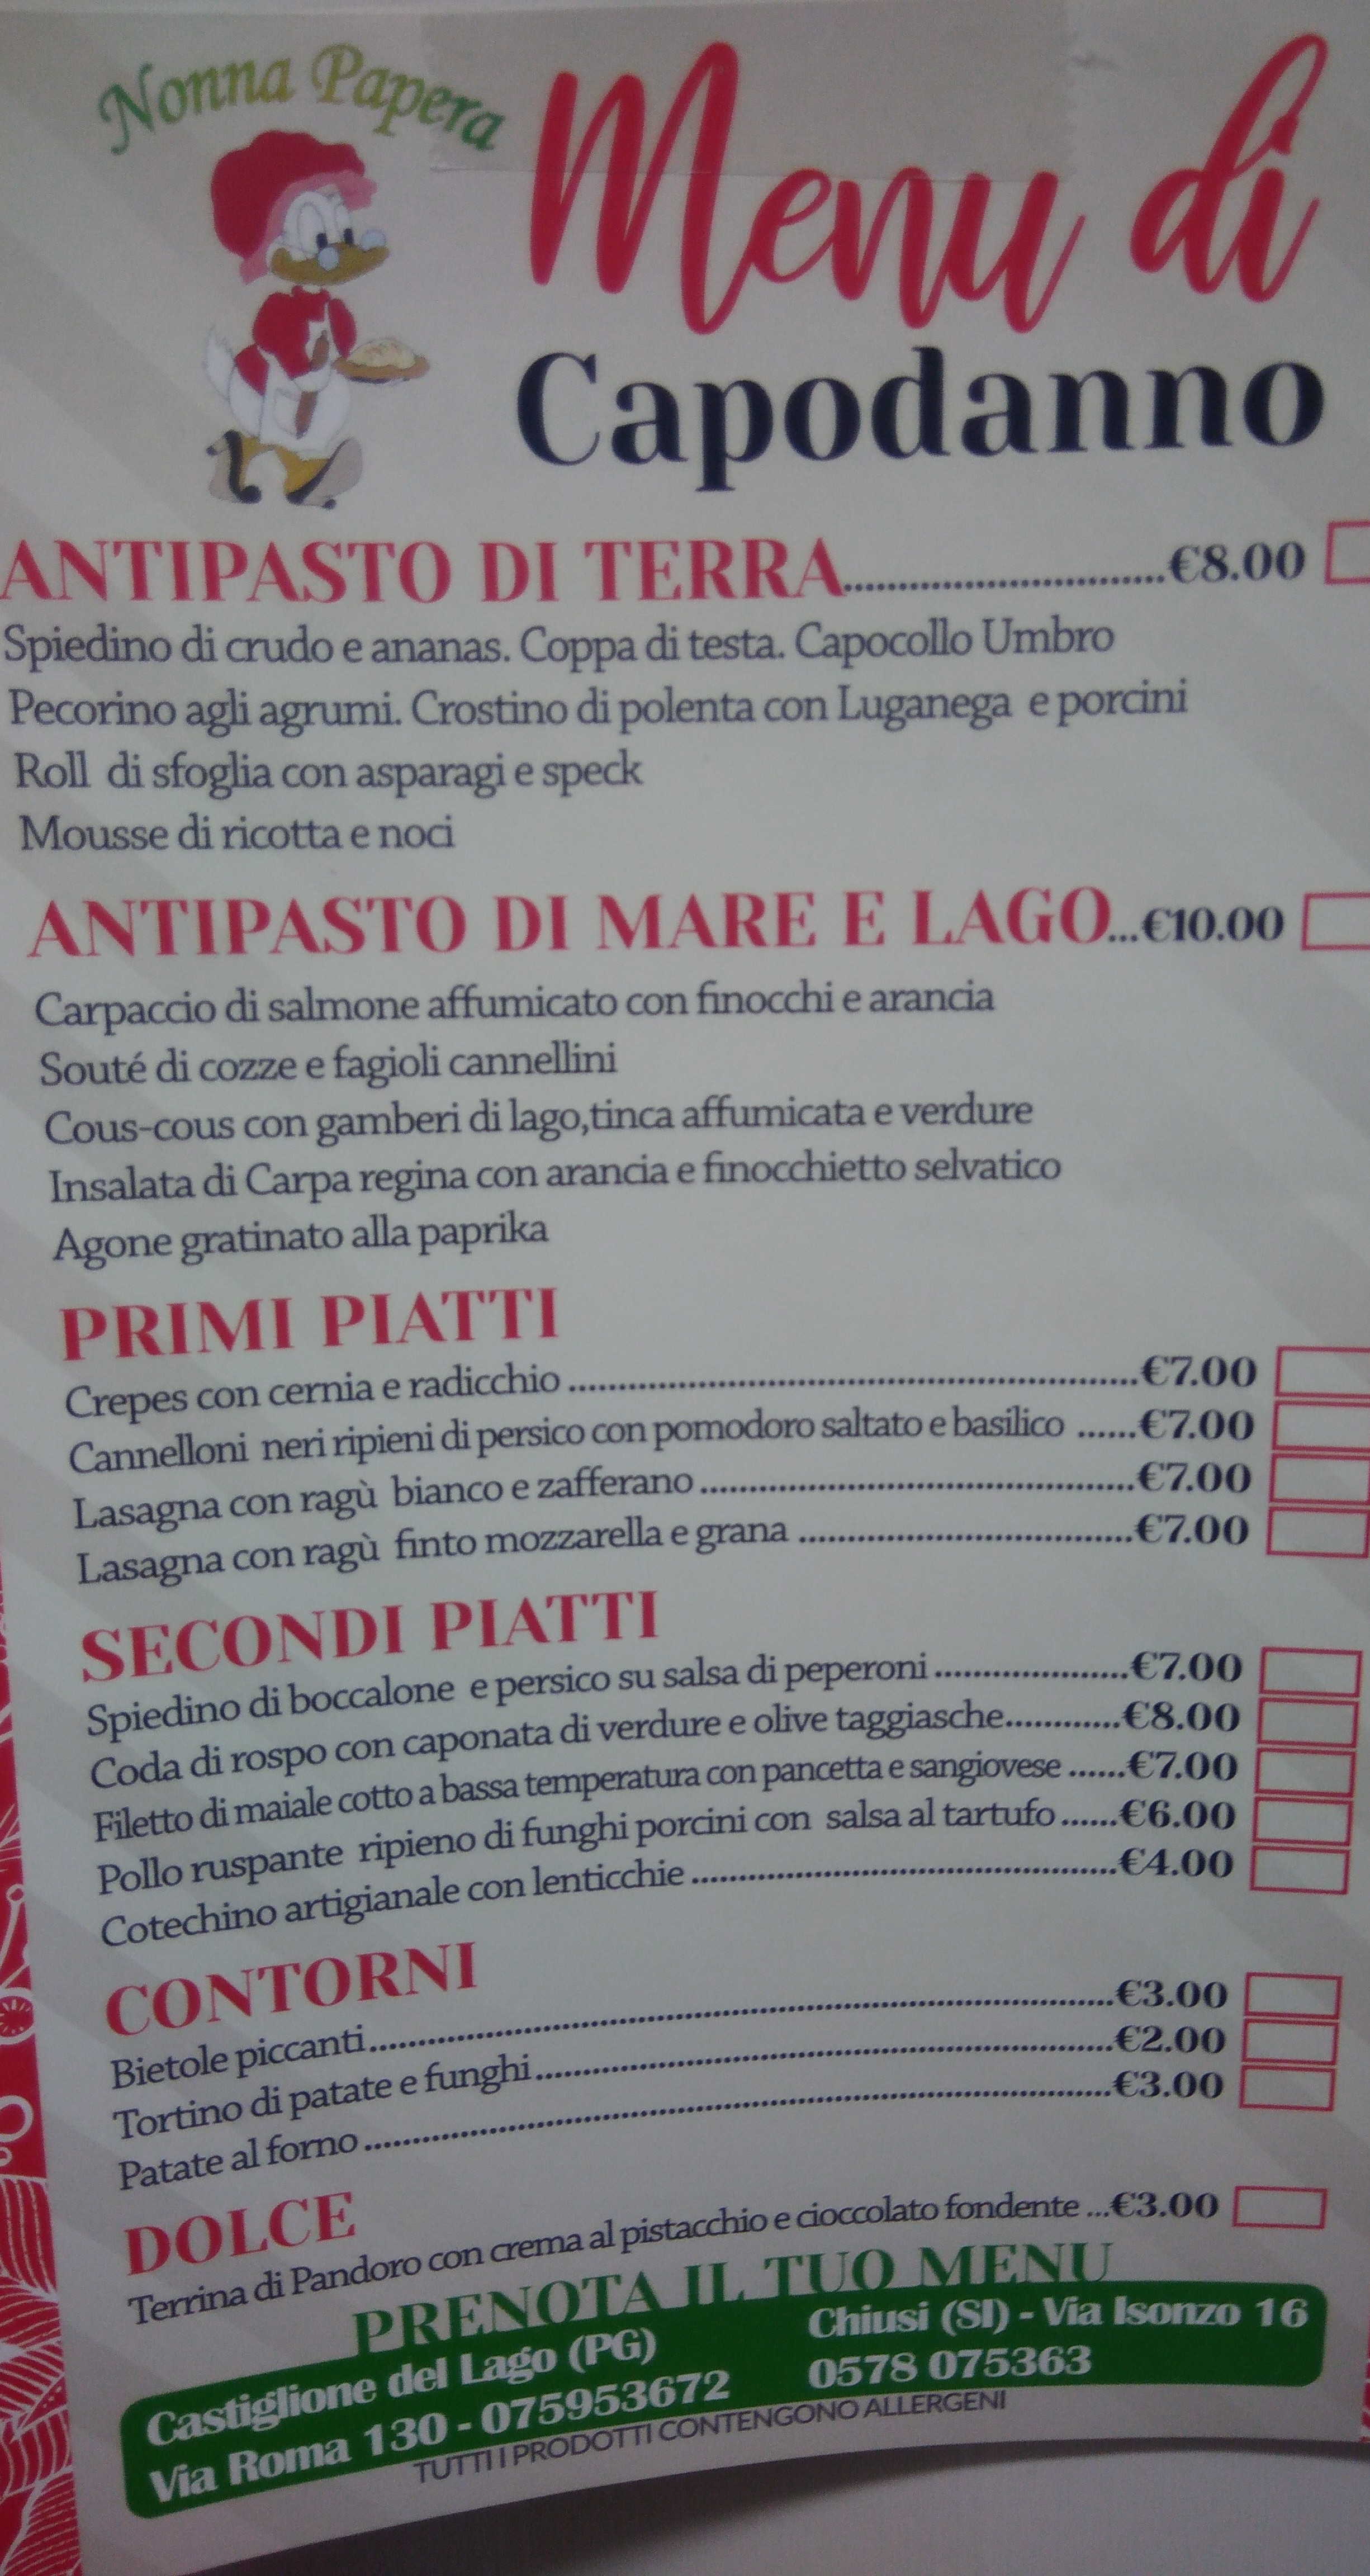 Nonna Papera
Menu di
Capodanno
ANTIPASTO DI TERRA..............................€8.00
Spiedino di crudo e ananas. Coppa di testa. Capocollo Umbro
Pecorino agli agrumi. Crostino di polenta con Luganega e porcini
Roll di sfoglia con asparagi e speck
Mousse di ricotta e noci
ANTIPASTO DI MARE E LAGO...€10.00
Carpaccio di salmone affumicato con finocchi e arancia
Souté di cozze e fagioli cannellini
Cous-cous con gamberi di lago,tinca affumicata e verdure
Insalata di Carpa regina con arancia e finocchietto selvatico
Agone gratinato alla paprika
PRIMI PIATTI
Crepes con cernia e radicchio ..........................................................€7.00
Cannelloni neri ripieni di persico con pomodoro saltato e basilico ......€7.00
Lasagna con ragù bianco e zafferano ............................................€7.00
Lasagna con ragù finto mozzarella e grana ..................................€7.00
SECONDI PIATTI
Spiedino di boccalone e persico su salsa di peperoni ....................€7.00
Coda di rospo con caponata di verdure e olive taggiasche............€8.00
Filetto di maiale cotto a bassa temperatura con pancetta e sangiovese ......€7.00
Pollo ruspante ripieno di funghi porcini con salsa al tartufo ......€6.00
Cotechino artigianale con lenticchie ............................................€4.00
CONTORNI
Bietole piccanti..............................................................................€3.00
Tortino di patate e funghi............................................................€2.00
Patate al forno ..............................................................................€3.00
DOLCE
Terrina di Pandoro con crema al pistacchio e cioccolato fondente ...€3.00
PRENOTA IL TUO MENU
Castiglione del Lago (PG)
Via Roma 130 - 075953672
Chiusi (SI) - Via Isonzo 16
0578 075363
TUTTI I PRODOTTI CONTENGONO ALLERGENI